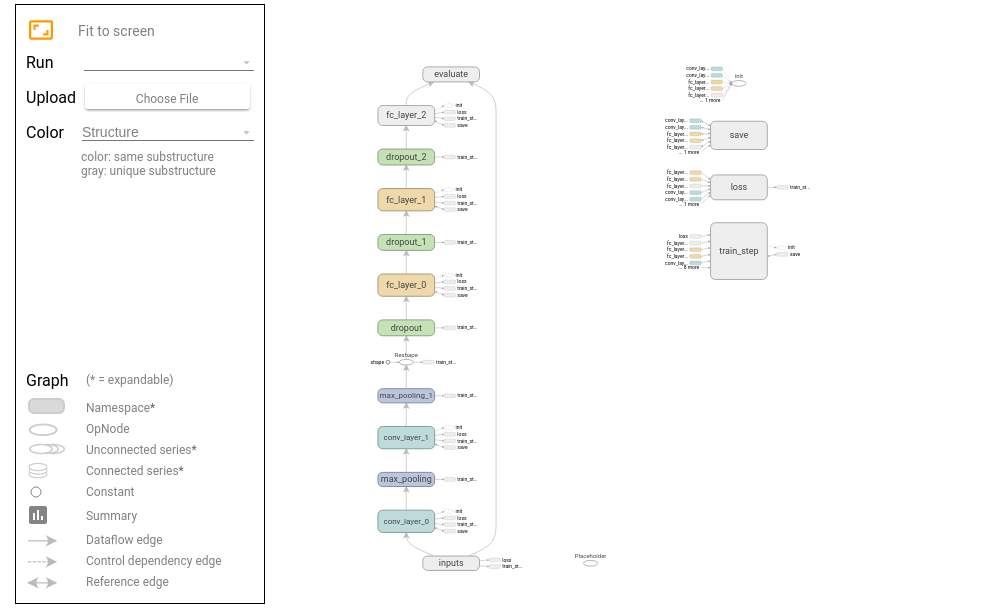 Fit to screen
Run
Upload
Choose File
Color
Structure
color: same substructure
gray: unique substructure
Graph
(* = expandable)
Namespace*
OpNode
Unconnected series*
Connected series*
Constant
Summary
Dataflow edge
Control dependency edge
Reference edge
evaluate
fc_layer_2
init
loss
train_st...
save
dropout_2
train_st...
fc_layer_1
init
loss
train_st...
save
dropout_1
train_st...
fc_layer_0
init
loss
train_st...
save
dropout
train_st...
Reshape
shape
train_st...
max_pooling_1
train_st...
conv_layer_1
init
loss
train_st...
save
max_pooling
train_st...
conv_layer_0
init
loss
train_st...
save
inputs
loss
train_st...
Placeholder
conv_lay...
conv_lay...
fc_layer...
fc_layer...
fc_layer...
... 1 more
init
conv_lay...
conv_lay...
fc_layer...
fc_layer...
fc_layer...
... 1 more
save
fc_layer...
fc_layer...
fc_layer...
conv_lay...
conv_lay...
... 1 more
loss
train_st...
loss
fc_layer...
fc_layer...
fc_layer...
conv_lay...
... 8 more
train_step
init
save